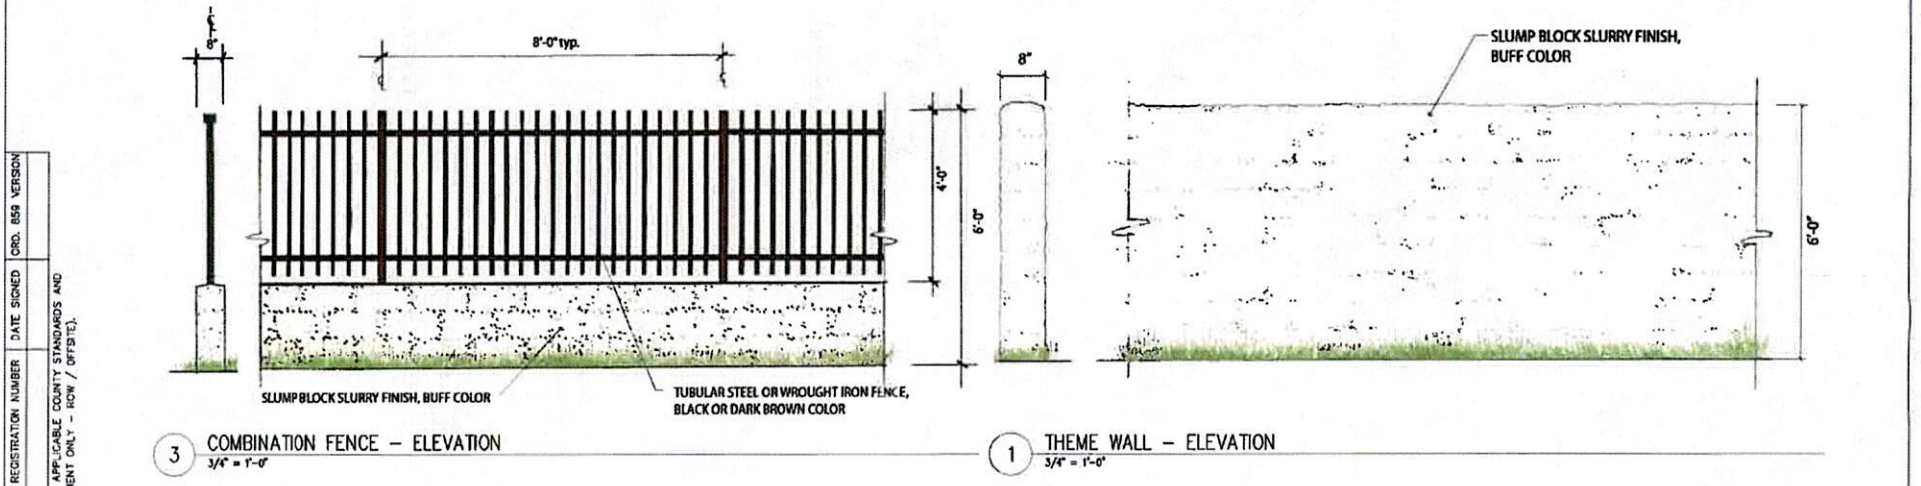 8"
8'-0" typ.
4'-0"
6'-0"
SLUMP BLOCK SLURRY FINISH, BUFF COLOR
TUBULAR STEEL OR WROUGHT IRON FENCE,
BLACK OR DARK BROWN COLOR
3
COMBINATION FENCE - ELEVATION
3/4" = 1'-0"
8"
SLUMP BLOCK SLURRY FINISH,
BUFF COLOR
6'-0"
1
THEME WALL - ELEVATION
3/4" = 1'-0"
REGISTRATION NUMBER
DATE SIGNED
ORD. 859 VERSION
APPLICABLE COUNTY STANDARDS AND
ENT ONLY - ROW / OFFSITE).